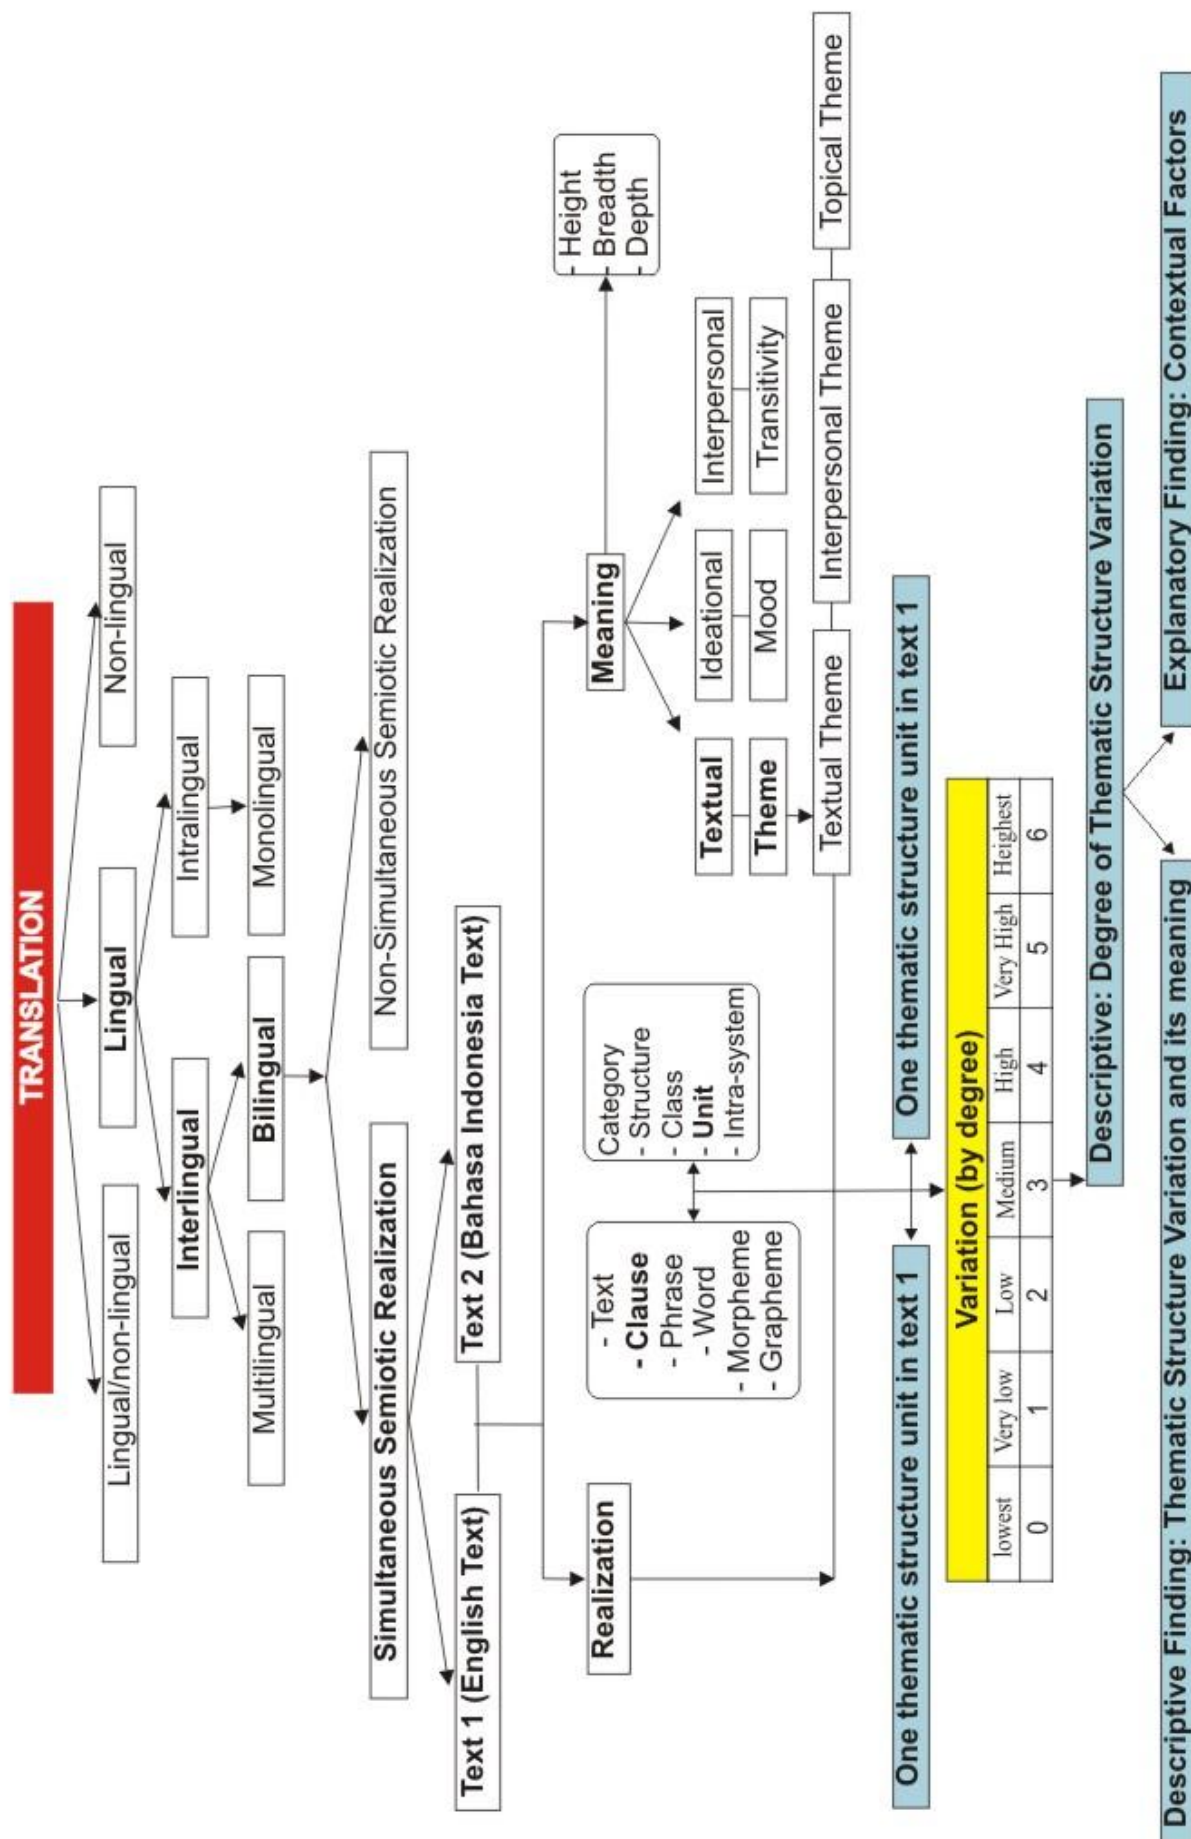 TRANSLATION
Lingual/non-lingual
Lingual
Non-lingual
Interlingual
Intralingual
Multilingual
Bilingual
Monolingual
Simultaneous Semiotic Realization
Non-Simultaneous Semiotic Realization
Text 1 (English Text)
Text 2 (Bahasa Indonesia Text)
Realization
Meaning
- Height
- Breadth
- Depth
- Text
- Clause
- Phrase
- Word
- Morpheme
- Grapheme
Category
- Structure
- Class
- Unit
- Intra-system
Textual
Ideational
Interpersonal
Theme
Mood
Transitivity
Textual Theme
Interpersonal Theme
Topical Theme
One thematic structure unit in text 1
One thematic structure unit in text 1
Variation (by degree)
lowest Very low Low Medium High Very High Heighest
0 1 2 3 4 5 6
Descriptive: Degree of Thematic Structure Variation
Descriptive Finding: Thematic Structure Variation and its meaning
Explanatory Finding: Contextual Factors